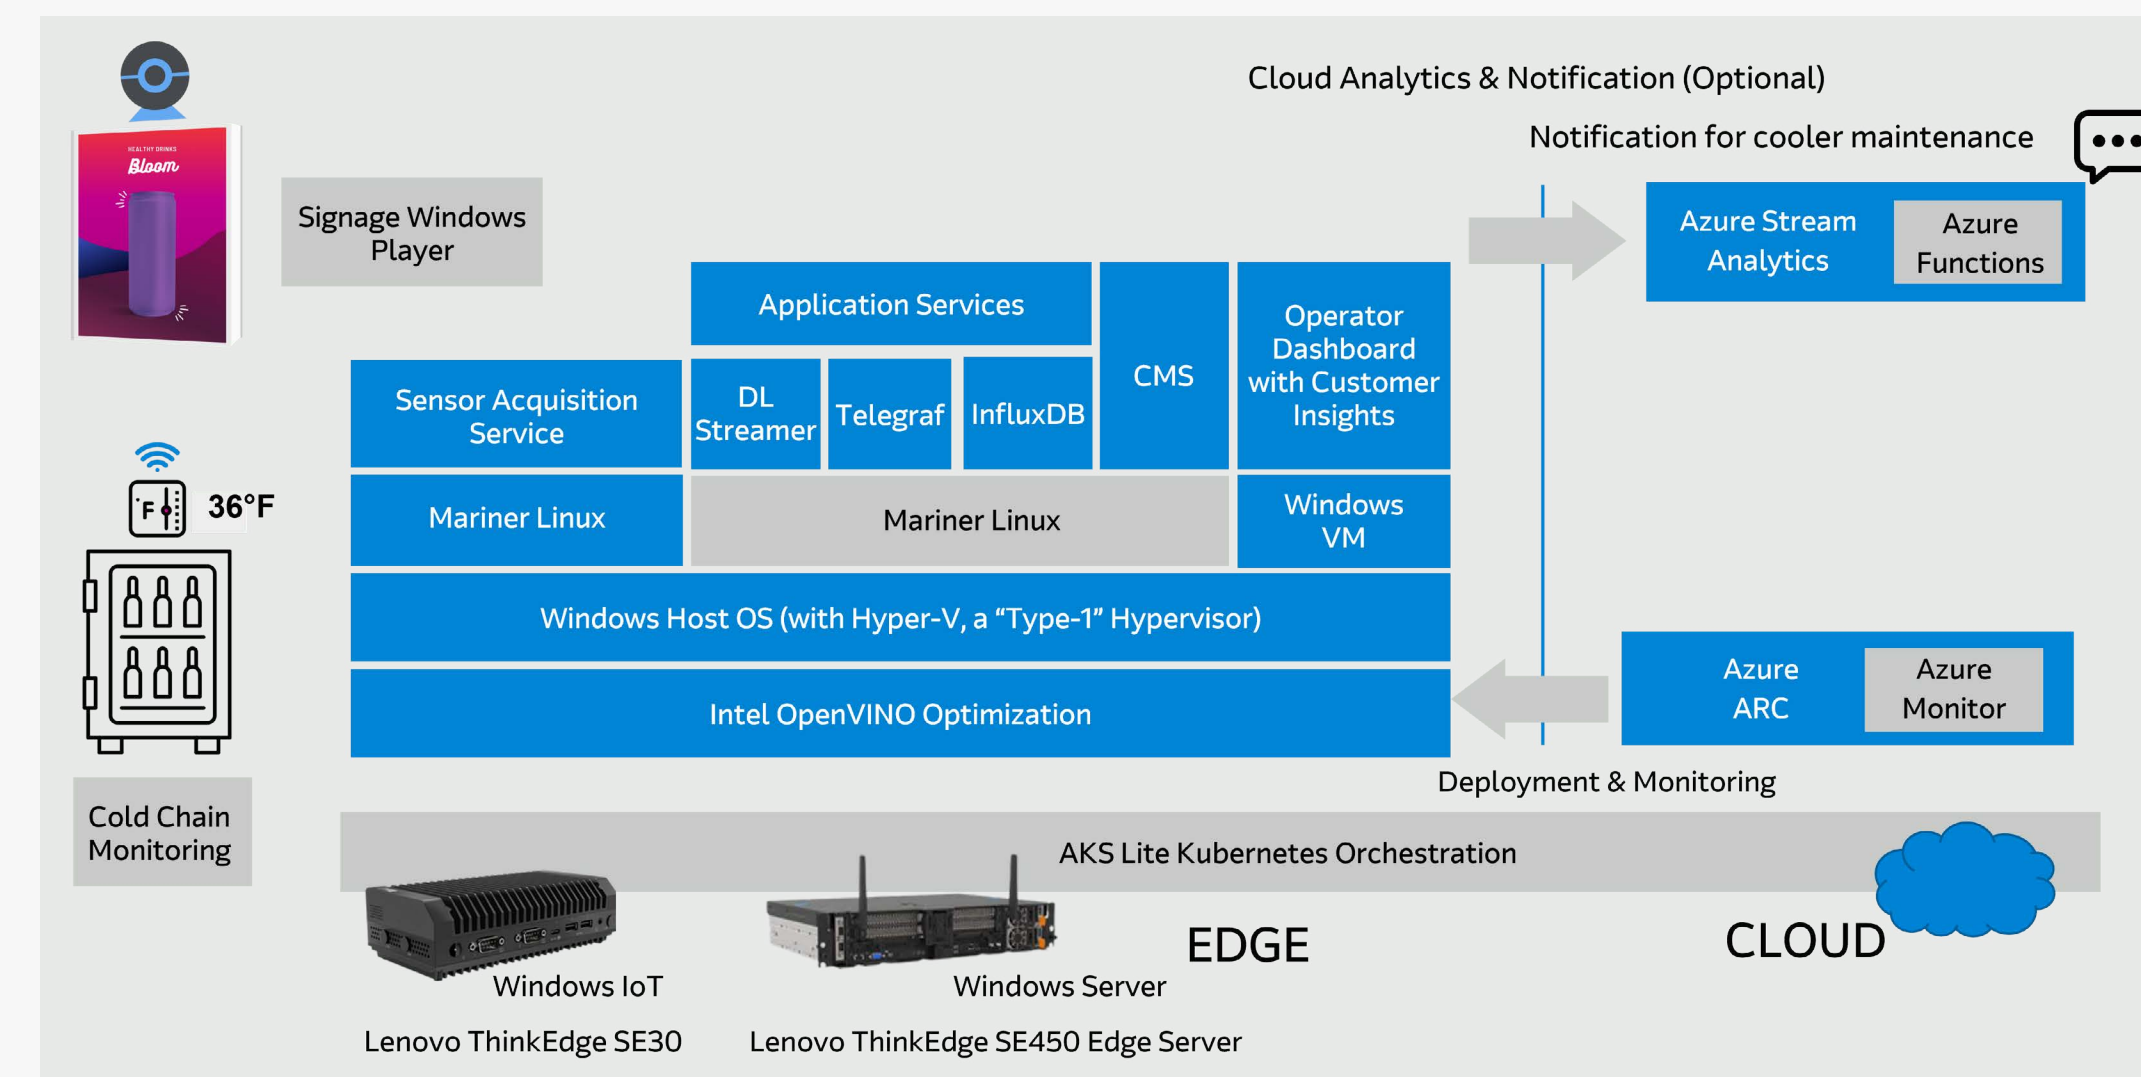 Cloud Analytics & Notification (Optional)
Notification for cooler maintenance
HEALTHY DRINKS
Bloom
Signage Windows
Player
Azure Stream
Analytics
Azure
Functions
Application Services
CMS
Operator
Dashboard
with Customer
Insights
Sensor Acquisition
Service
DL
Streamer
Telegraf
InfluxDB
°F
36°F
Mariner Linux
Mariner Linux
Windows
VM
Windows Host OS (with Hyper-V, a “Type-1” Hypervisor)
Intel OpenVINO Optimization
Azure
ARC
Azure
Monitor
Deployment & Monitoring
Cold Chain
Monitoring
AKS Lite Kubernetes Orchestration
EDGE
CLOUD
Windows IoT
Windows Server
Lenovo ThinkEdge SE30
Lenovo ThinkEdge SE450 Edge Server